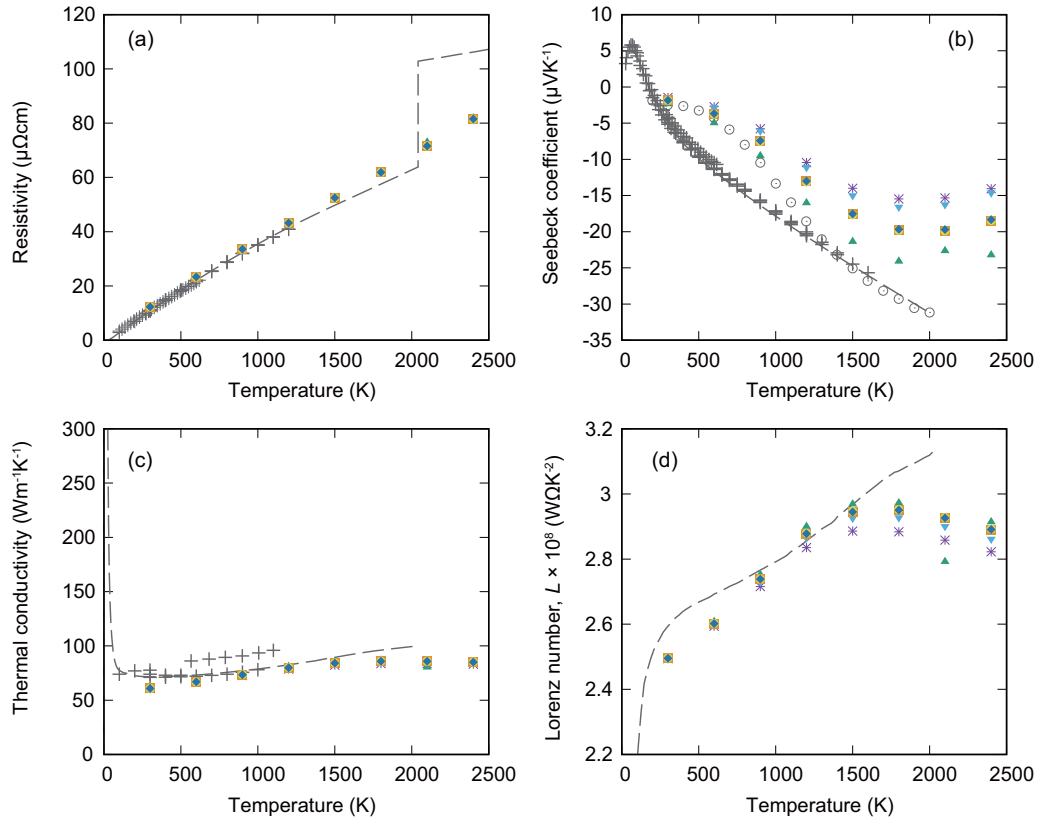 120
100
80
60
40
20
0
Resistivity (μΩcm)
(a)
0 500 1000 1500 2000 2500
Temperature (K)
10
5
0
-5
-10
-15
-20
-25
-30
-35
Seebeck coefficient (μVK⁻¹)
(b)
0 500 1000 1500 2000 2500
Temperature (K)
300
250
200
150
100
50
0
Thermal conductivity (Wm⁻¹K⁻¹)
(c)
0 500 1000 1500 2000 2500
Temperature (K)
3.2
3
2.8
2.6
2.4
2.2
Lorenz number, L × 10⁸ (WΩK⁻²)
(d)
0 500 1000 1500 2000 2500
Temperature (K)